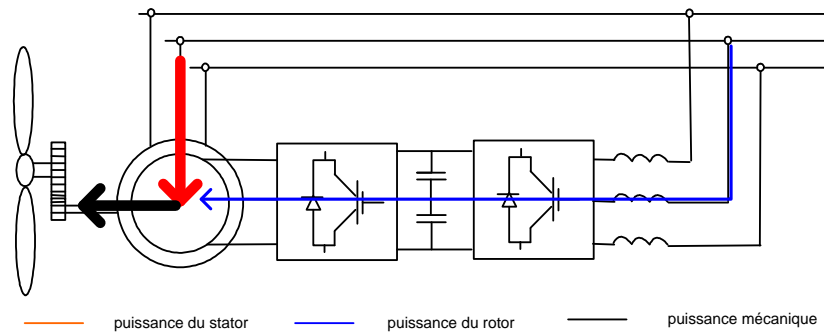 puissance du stator
puissance du rotor
puissance mécanique